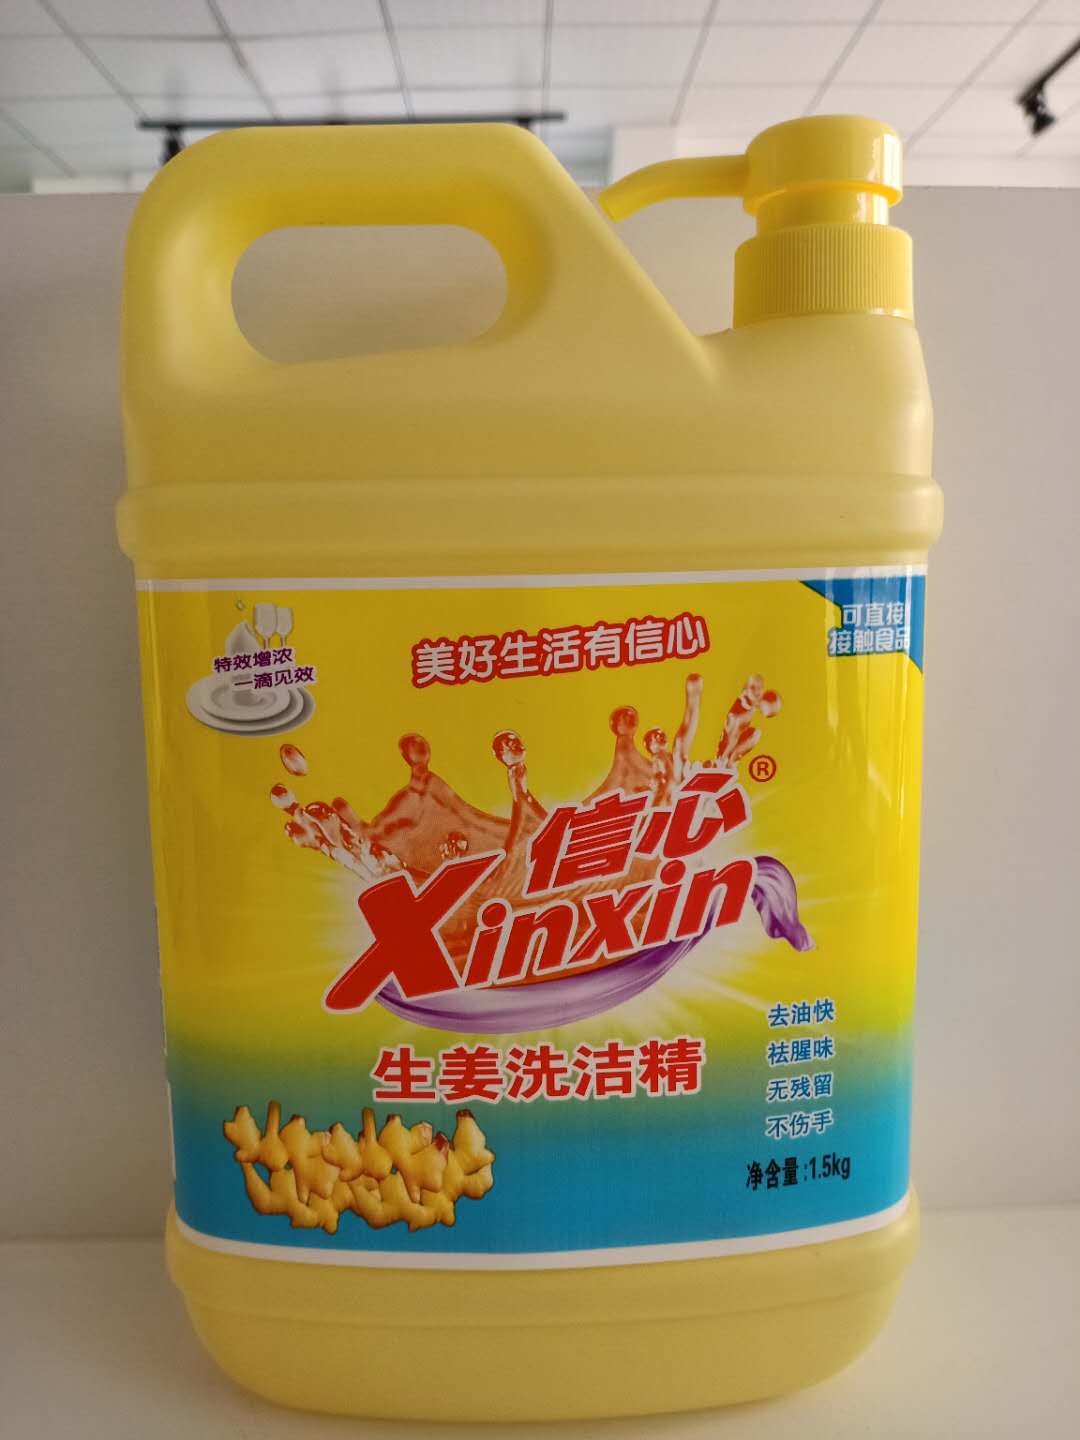 可直接
接触食品
特效增浓
一滴见效
美好生活有信心
信心®
Xinxin
生姜洗洁精
去油快
祛腥味
无残留
不伤手
净含量:1.5kg